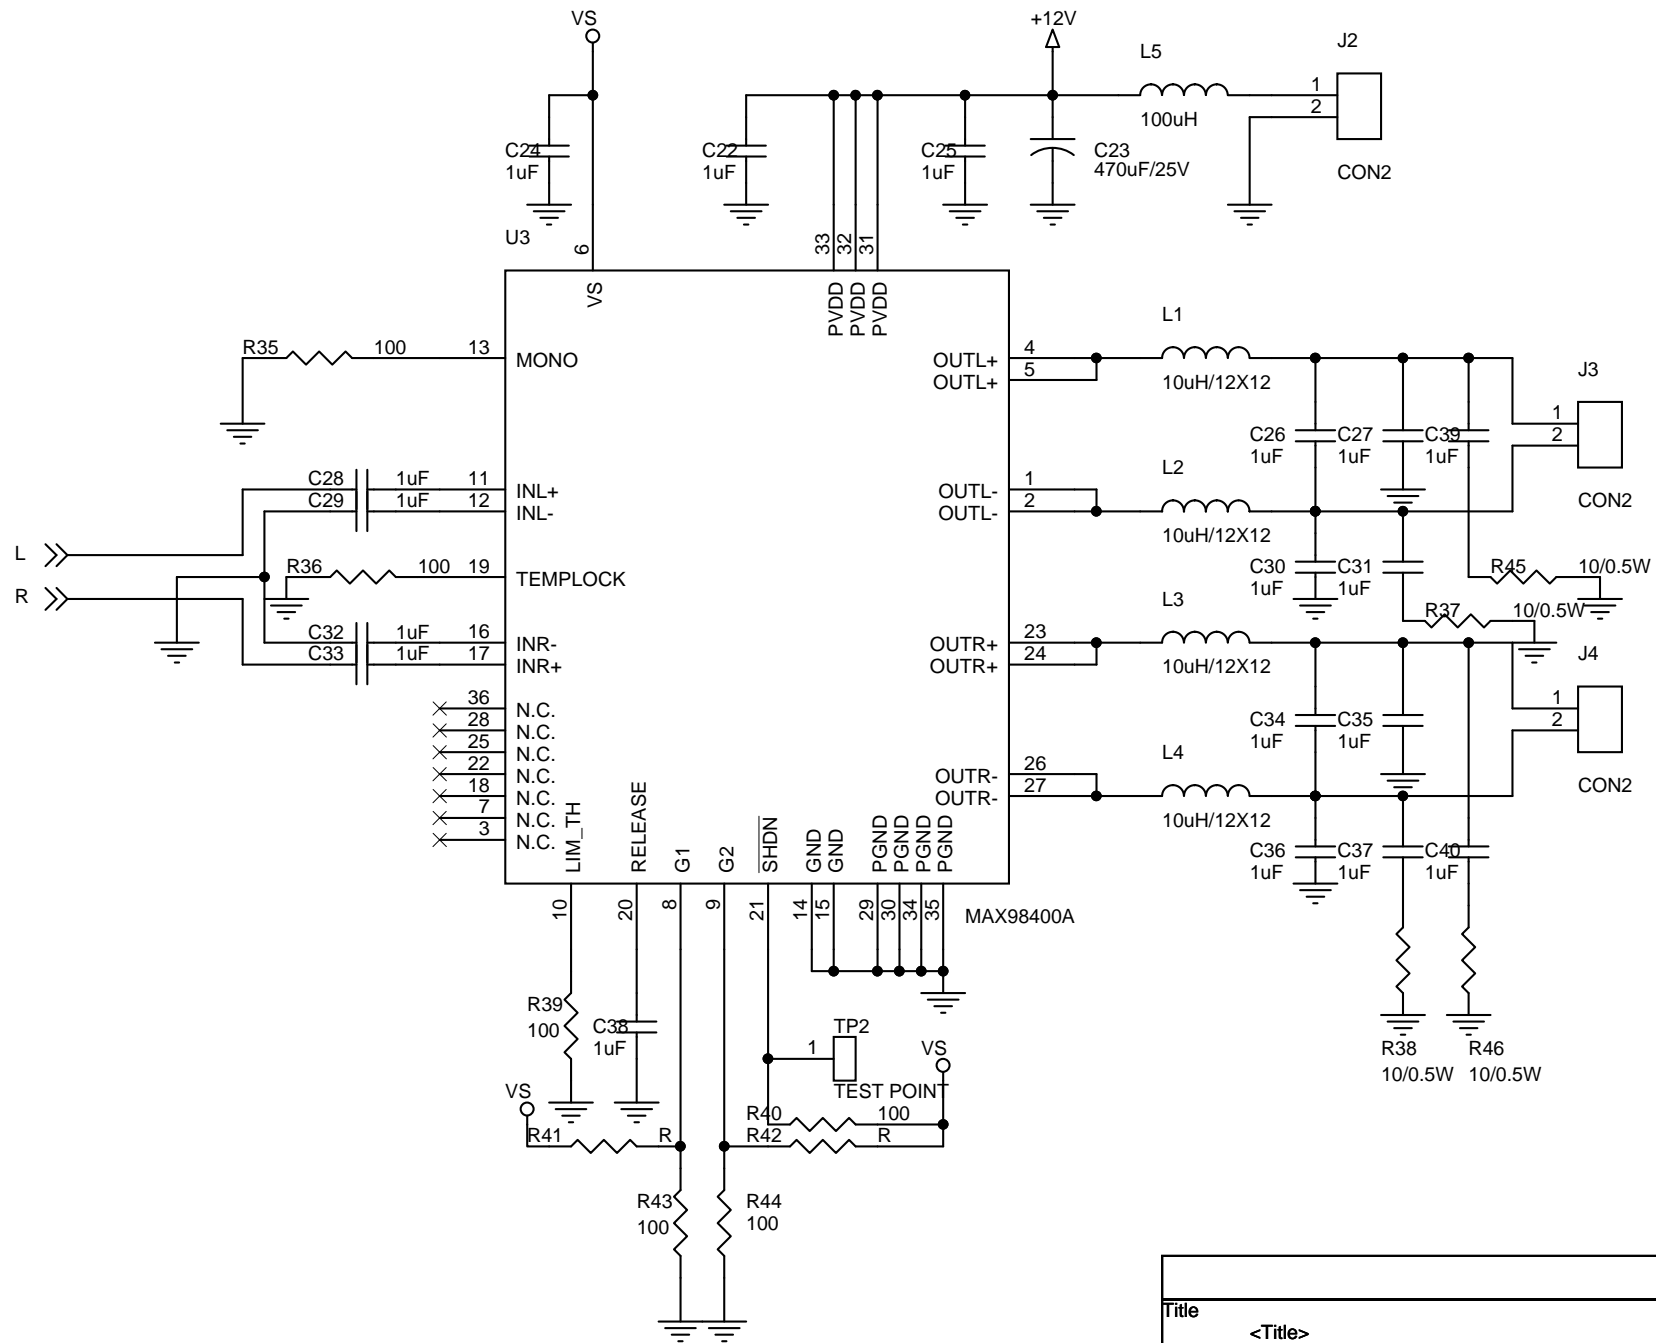 VS
+12V
L5
100uH
J2
1
2
CON2
C24
1uF
C22
1uF
C25
1uF
C23
470uF/25V
U3
6
VS
33
32
31
PVDD
PVDD
PVDD
R35
100
13
MONO
C28
1uF
11
INL+
C29
1uF
12
INL-
L
R
R36
100
19
TEMPLOCK
C32
1uF
16
INR-
C33
1uF
17
INR+
36
N.C.
28
N.C.
25
N.C.
22
N.C.
18
N.C.
7
N.C.
3
N.C.
OUTL+
4
OUTL+
5
OUTL-
1
OUTL-
2
OUTR+
23
OUTR+
24
OUTR-
26
OUTR-
27
L1
10uH/12X12
L2
10uH/12X12
L3
10uH/12X12
L4
10uH/12X12
C26
1uF
C27
1uF
C39
1uF
J3
1
2
CON2
C30
1uF
C31
1uF
R45
10/0.5W
R37
10/0.5W
J4
1
2
CON2
C34
1uF
C35
1uF
C36
1uF
C37
1uF
C40
1uF
R38
10/0.5W
R46
10/0.5W
LIM_TH
RELEASE
G1
G2
SHDN
GND
GND
PGND
PGND
PGND
PGND
10
20
8
9
21
14
15
29
30
34
35
MAX98400A
R39
100
C38
1uF
TP2
1
TEST POINT
VS
VS
R40
100
R41
R
R42
R
R43
100
R44
100
Title
<Title>